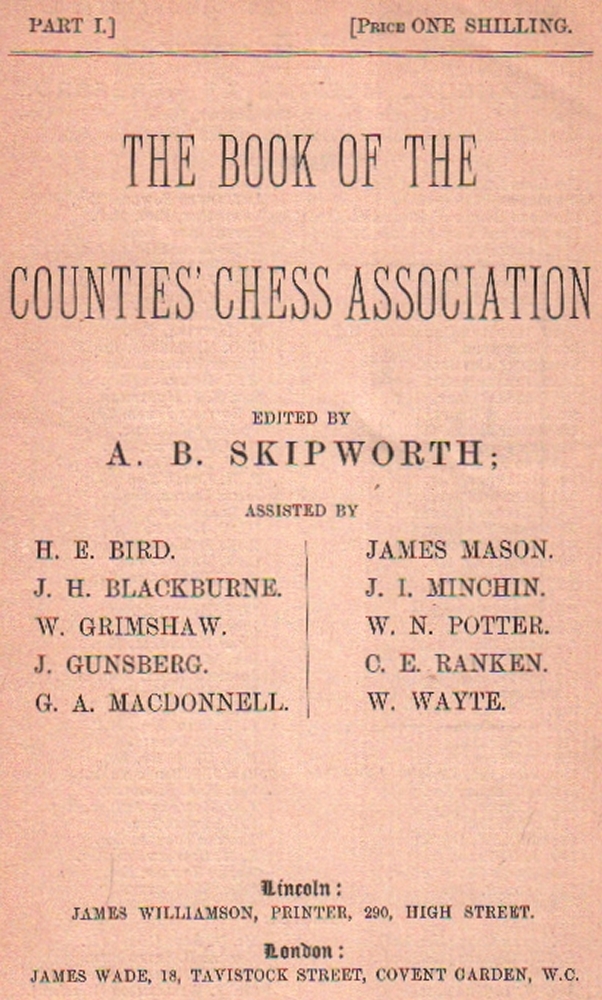 PART I.] [PRICE ONE SHILLING.
THE BOOK OF THE
COUNTIES' CHESS ASSOCIATION
EDITED BY
A. B. SKIPWORTH;
ASSISTED BY
H. E. BIRD.
J. H. BLACKBURNE.
W. GRIMSHAW.
J. GUNSBERG.
G. A. MACDONNELL.
JAMES MASON.
J. I. MINCHIN.
W. N. POTTER.
C. E. RANKEN.
W. WAYTE.
Lincoln:
JAMES WILLIAMSON, PRINTER, 290, HIGH STREET.
London:
JAMES WADE, 18, TAVISTOCK STREET, COVENT GARDEN, W.C.